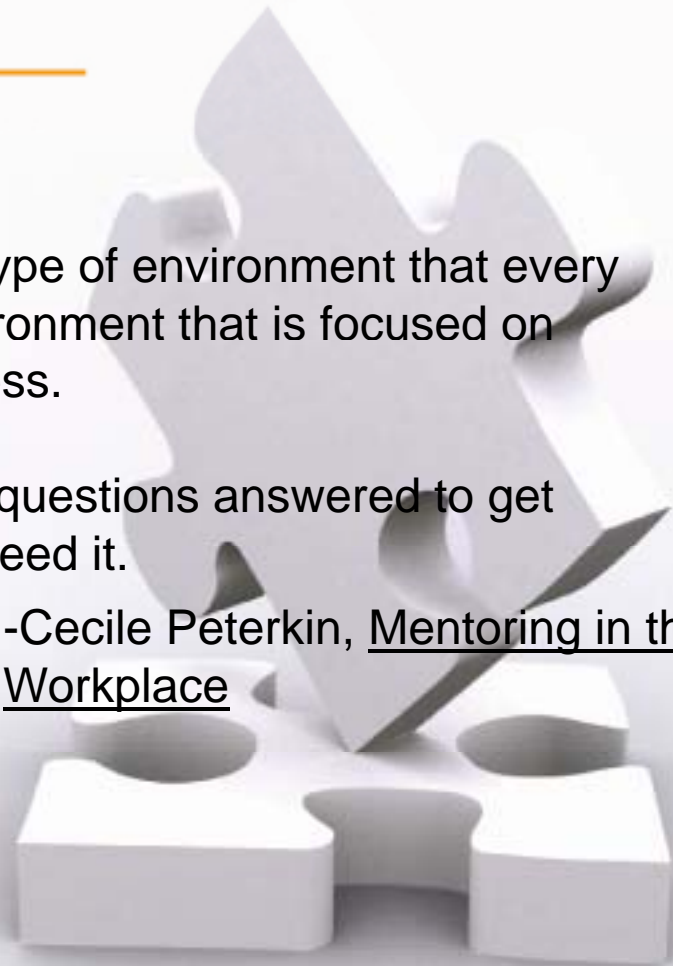 ype of environment that every
ronment that is focused on
ss.
questions answered to get
eed it.
-Cecile Peterkin, Mentoring in th
Workplace